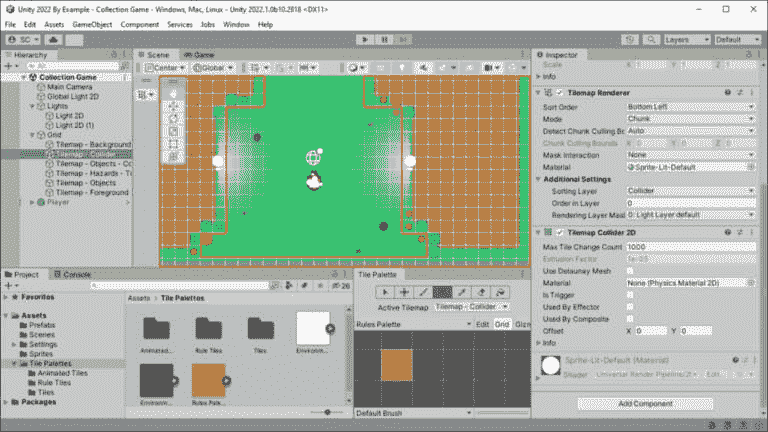 Unity 2022 By Example - Collection Game - Windows, Mac, Linux - Unity 2022.1.0b10.2818 <DX11>
File Edit Assets GameObject Component Services Jobs Window Help
SC Layers Default
Hierarchy
All
Collection Game
Main Camera
Global Light 2D
Lights
Light 2D
Light 2D (1)
Grid
Tilemap - Background
Tilemap - Collider
Tilemap - Objects - Co
Tilemap - Hazards - T
Tilemap - Objects
Tilemap - Foreground
Player
Scene Game
Center Global
Project Console
26
Favorites
Assets
Prefabs
Scenes
Settings
Sprites
Tile Palettes
Animated Tiles
Rule Tiles
Tiles
Packages
Assets > Tile Palettes
Animated... Rule Tiles Tiles Environm...
Environm... Rules Pale...
Tile Palette
Active Tilemap Tilemap - Collider
Rules Palette Edit Grid Gizm
Default Brush
Inspector
Scale
Info
Tilemap Renderer
Sort Order Bottom Left
Mode Chunk
Detect Chunk Culling Bo Auto
Chunk Culling Bounds X 0 Y 0 Z 0
Mask Interaction None
Material Sprite-Lit-Default
Additional Settings
Sorting Layer Collider
Order in Layer 0
Rendering Layer Mask 0: Light Layer default
Tilemap Collider 2D
Max Tile Change Count 1000
Extrusion Factor 1e-05
Use Delaunay Mesh
Material None (Physics Material 2D)
Is Trigger
Used By Effector
Used By Composite
Offset X 0 Y 0
Info
Sprite-Lit-Default (Material)
Shader Universal Render Pipeline/2D Edit...
Add Component